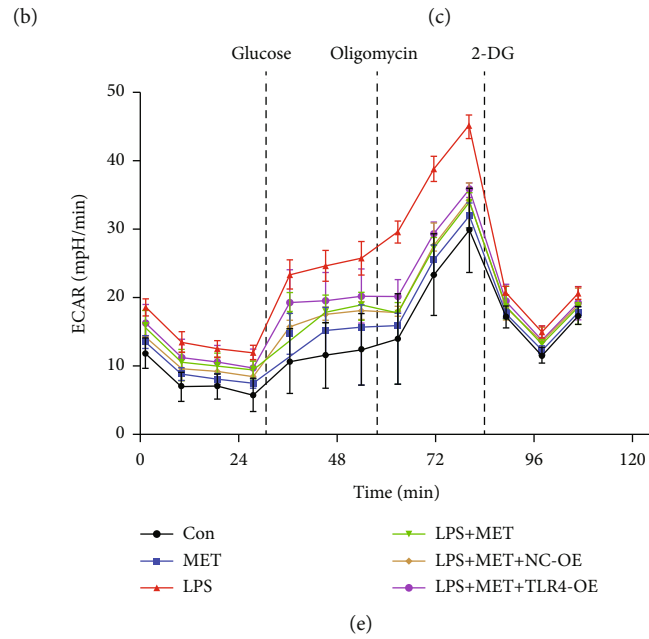 (b) (c)
Glucose Oligomycin 2-DG
50
40
30
20
10
0
ECAR (mpH/min)
0 24 48 72 96 120
Time (min)
Con
MET
LPS
LPS+MET
LPS+MET+NC-OE
LPS+MET+TLR4-OE
(e)